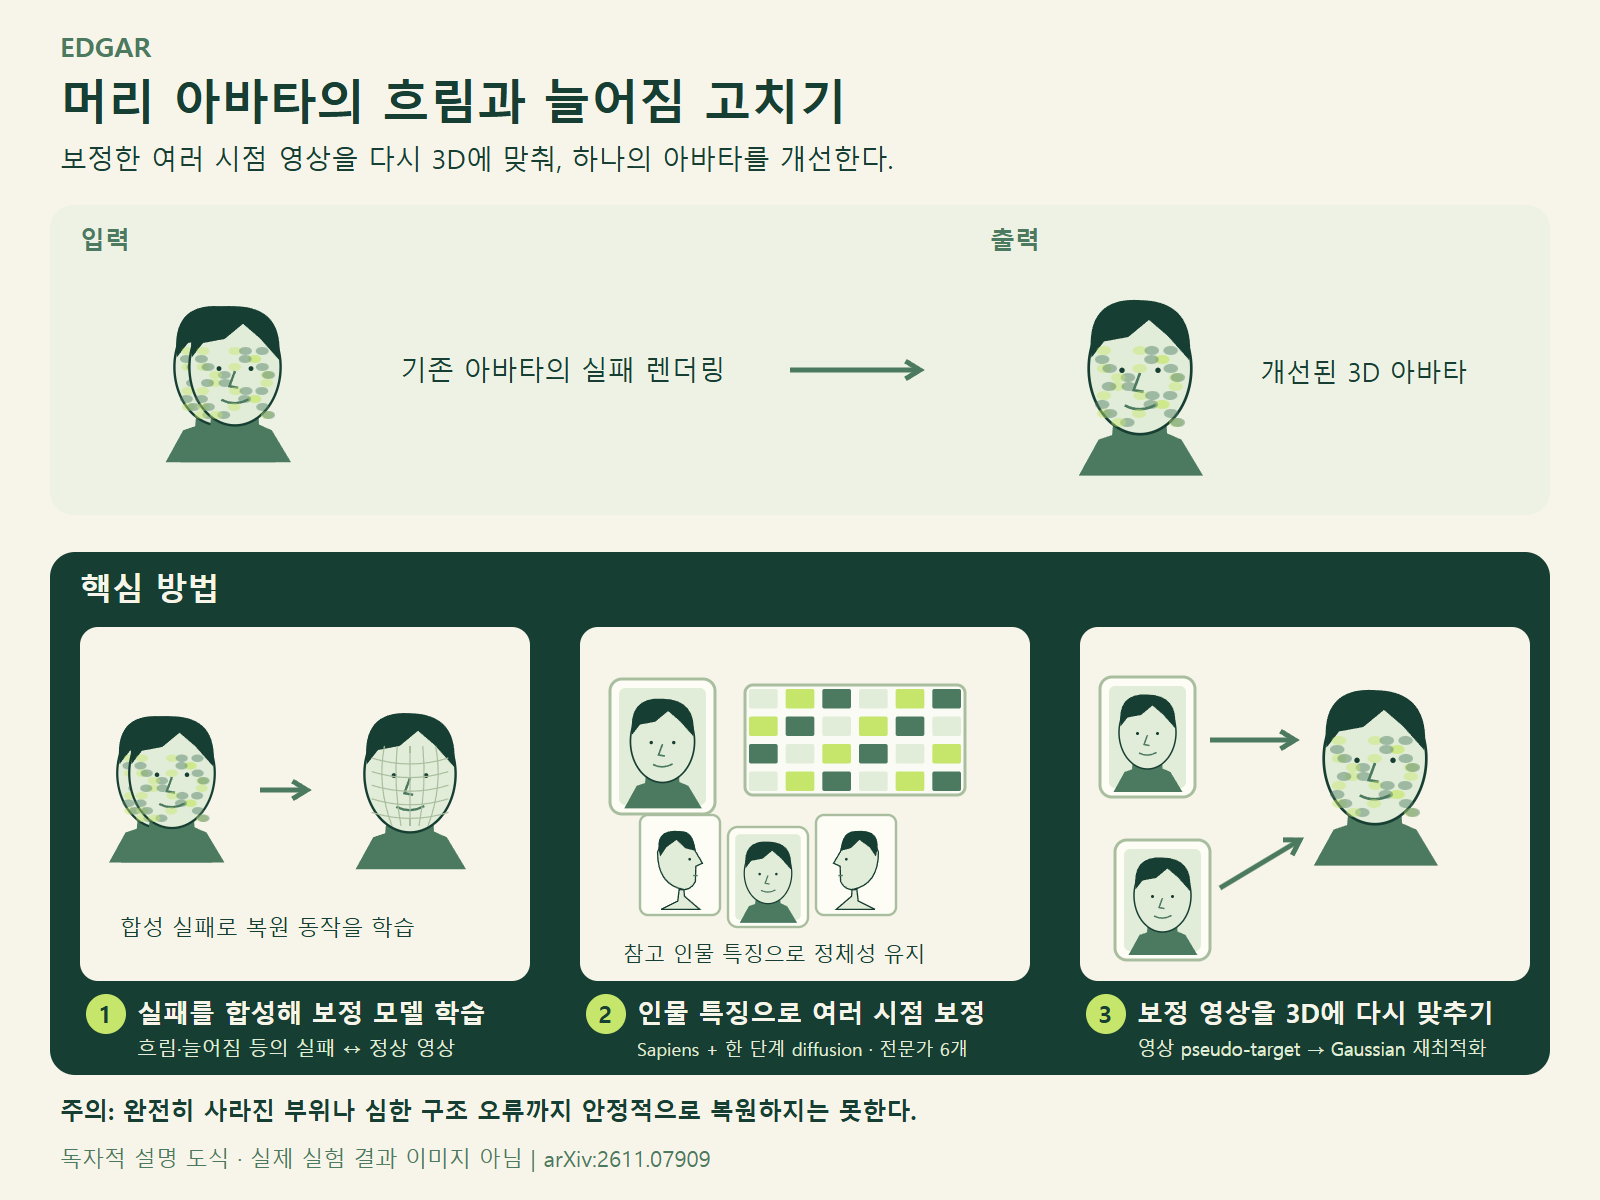 EDGAR
머리 아바타의 흐림과 늘어짐 고치기
보정한 여러 시점 영상을 다시 3D에 맞춰, 하나의 아바타를 개선한다.
입력
출력
기존 아바타의 실패 렌더링
개선된 3D 아바타
핵심 방법
합성 실패로 복원 동작을 학습
참고 인물 특징으로 정체성 유지
1 실패를 합성해 보정 모델 학습
흐림·늘어짐 등의 실패 ↔ 정상 영상
2 인물 특징으로 여러 시점 보정
Sapiens + 한 단계 diffusion · 전문가 6개
3 보정 영상을 3D에 다시 맞추기
영상 pseudo-target → Gaussian 재최적화
주의: 완전히 사라진 부위나 심한 구조 오류까지 안정적으로 복원하지는 못한다.
독자적 설명 도식 · 실제 실험 결과 이미지 아님 | arXiv:2611.07909